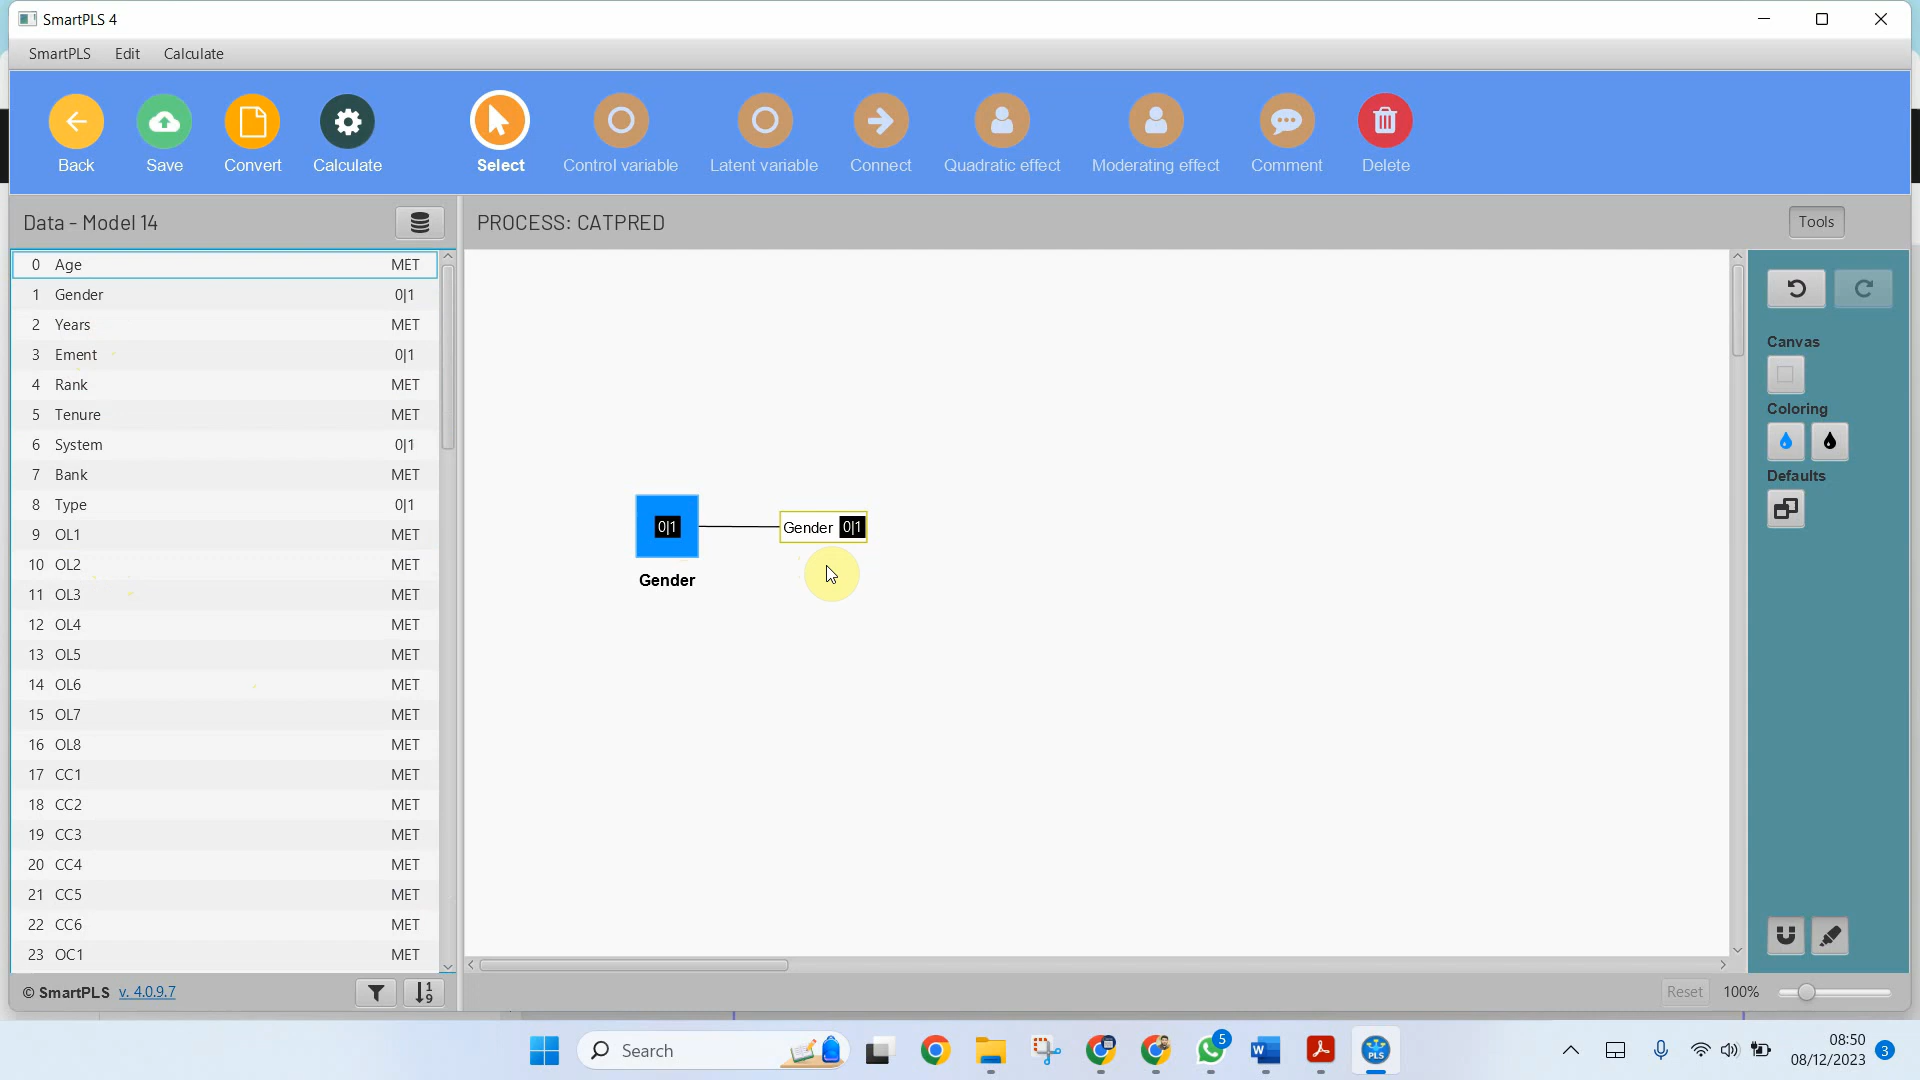 SmartPLS 4
SmartPLS Edit Calculate
Back Save Convert Calculate Select Control variable Latent variable Connect Quadratic effect Moderating effect Comment Delete
Data - Model 14
PROCESS: CATPRED
Tools
0 Age MET
1 Gender 0|1
2 Years MET
3 Ement 0|1
4 Rank MET
5 Tenure MET
6 System 0|1
7 Bank MET
8 Type 0|1
9 OL1 MET
10 OL2 MET
11 OL3 MET
12 OL4 MET
13 OL5 MET
14 OL6 MET
15 OL7 MET
16 OL8 MET
17 CC1 MET
18 CC2 MET
19 CC3 MET
20 CC4 MET
21 CC5 MET
22 CC6 MET
23 OC1 MET
0|1
Gender 0|1
Gender
Canvas
Coloring
Defaults
© SmartPLS v. 4.0.9.7
1
9
Reset 100%
Search
5
W
PLS
08:50
08/12/2023
3